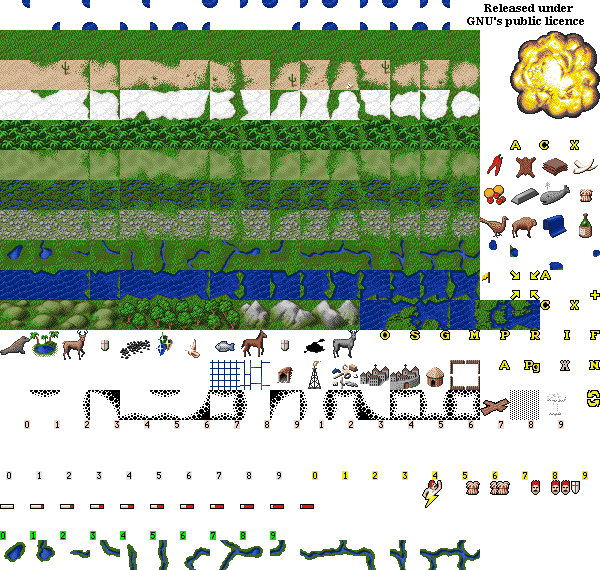 Released under
GNU's public licence
A C X
A
C X +
O S G M P R I F
A Pg X N
0 1 2 3 4 5 6 7 8 9 0 1 2 3 4 5 6 7 8 9
0 1 2 3 4 5 6 7 8 9 0 1 2 3 4 5 6 7 8 9
0 1 2 3 4 5 6 7 8 9